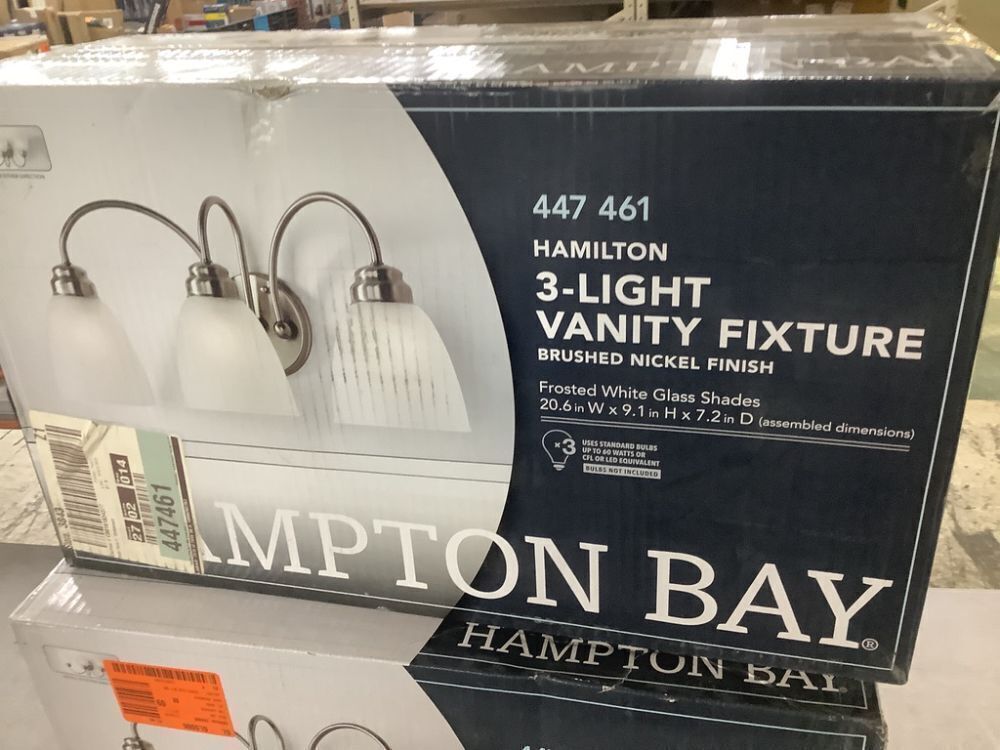 AMPTON BAY
447 461
HAMILTON
3-LIGHT
VANITY FIXTURE
BRUSHED NICKEL FINISH
Frosted White Glass Shades
20.6 in W x 9.1 in H x 7.2 in D (assembled dimensions)
x3
USES STANDARD BULBS
UP TO 60 WATTS OR
CFL OR LED EQUIVALENT
BULBS NOT INCLUDED
27 02 014
447461
AMPTON BAY®
HAMPTON BAY